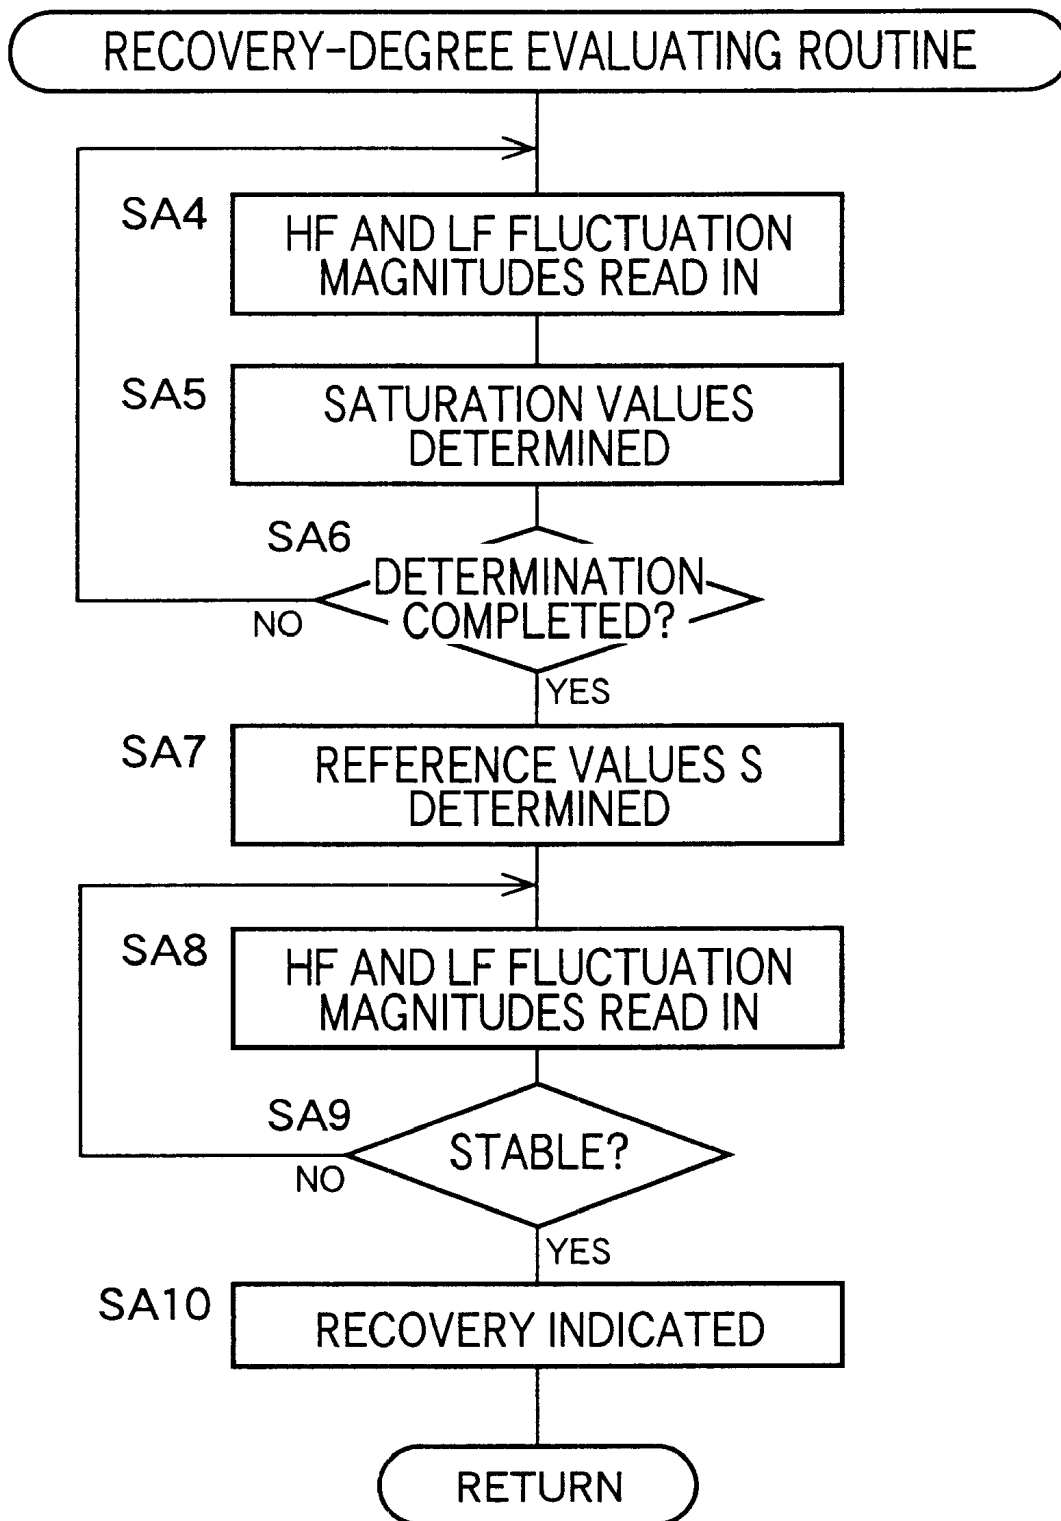 RECOVERY-DEGREE EVALUATING ROUTINE
SA4
HF AND LF FLUCTUATION
MAGNITUDES READ IN
SA5
SATURATION VALUES
DETERMINED
SA6
DETERMINATION
COMPLETED?
NO
YES
SA7
REFERENCE VALUES S
DETERMINED
SA8
HF AND LF FLUCTUATION
MAGNITUDES READ IN
SA9
STABLE?
NO
YES
SA10
RECOVERY INDICATED
RETURN